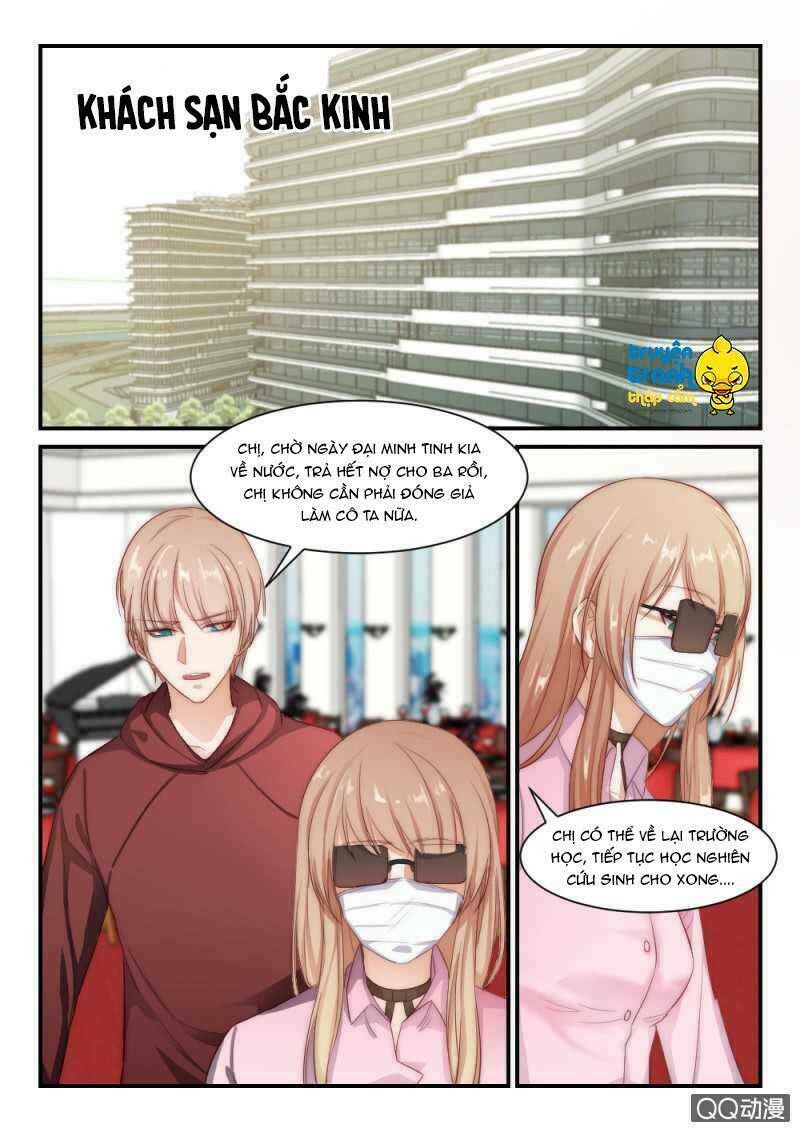 KHÁCH SẠN BẮC KINH
truyện
tranh
thập cẩm
CHỊ, CHỜ NGÀY ĐẠI MINH TINH KIA
VỀ NƯỚC, TRẢ HẾT NỢ CHO BA RỒI,
CHỊ KHÔNG CẦN PHẢI ĐÓNG GIẢ
LÀM CÔ TA NỮA.
CHỊ CÓ THỂ VỀ LẠI TRƯỜNG
HỌC, TIẾP TỤC HỌC NGHIÊN
CỨU SINH CHO XONG....
QQ动漫